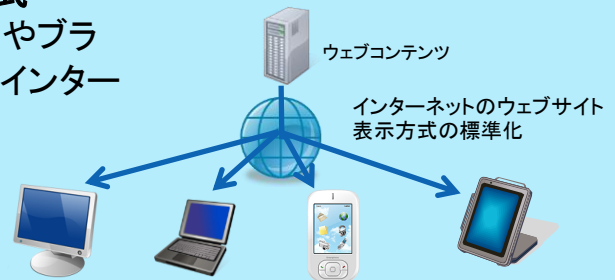 式
やブラ
インター
ウェブコンテンツ
インターネットのウェブサイト
表示方式の標準化